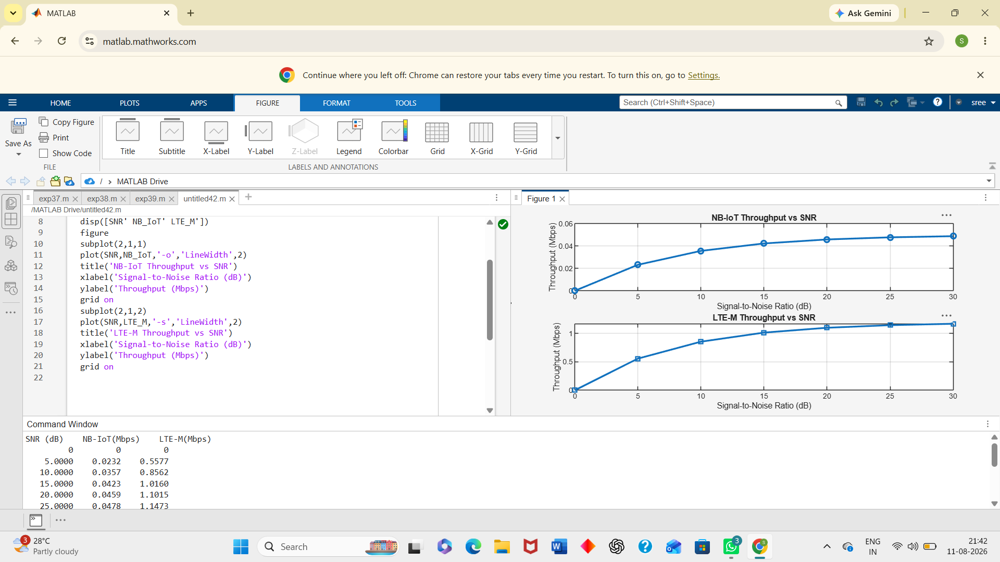 MATLAB
Ask Gemini
matlab.mathworks.com
S
Continue where you left off: Chrome can restore your tabs every time you restart. To turn this on, go to Settings.
HOME PLOTS APPS FIGURE FORMAT TOOLS
Search (Ctrl+Shift+Space)
sree
Save As
Copy Figure
Print
Show Code
FILE
Title Subtitle X-Label Y-Label Z-Label Legend Colorbar Grid X-Grid Y-Grid
LABELS AND ANNOTATIONS
/ › MATLAB Drive
exp37.m exp38.m exp39.m untitled42.m
/MATLAB Drive/untitled42.m
8 disp([SNR' NB_IoT' LTE_M'])
9 figure
10 subplot(2,1,1)
11 plot(SNR,NB_IoT,'-o','LineWidth',2)
12 title('NB-IoT Throughput vs SNR')
13 xlabel('Signal-to-Noise Ratio (dB)')
14 ylabel('Throughput (Mbps)')
15 grid on
16 subplot(2,1,2)
17 plot(SNR,LTE_M,'-s','LineWidth',2)
18 title('LTE-M Throughput vs SNR')
19 xlabel('Signal-to-Noise Ratio (dB)')
20 ylabel('Throughput (Mbps)')
21 grid on
22
Figure 1
NB-IoT Throughput vs SNR
Throughput (Mbps)
0.06
0.04
0.02
0
0 5 10 15 20 25 30
Signal-to-Noise Ratio (dB)
LTE-M Throughput vs SNR
Throughput (Mbps)
1
0.5
0
0 5 10 15 20 25 30
Signal-to-Noise Ratio (dB)
Command Window
SNR (dB) NB-IoT(Mbps) LTE-M(Mbps)
0 0 0
5.0000 0.0232 0.5577
10.0000 0.0357 0.8562
15.0000 0.0423 1.0160
20.0000 0.0459 1.1015
25.0000 0.0478 1.1473
3
28°C
Partly cloudy
Search
3
ENG
IN
21:42
11-08-2026